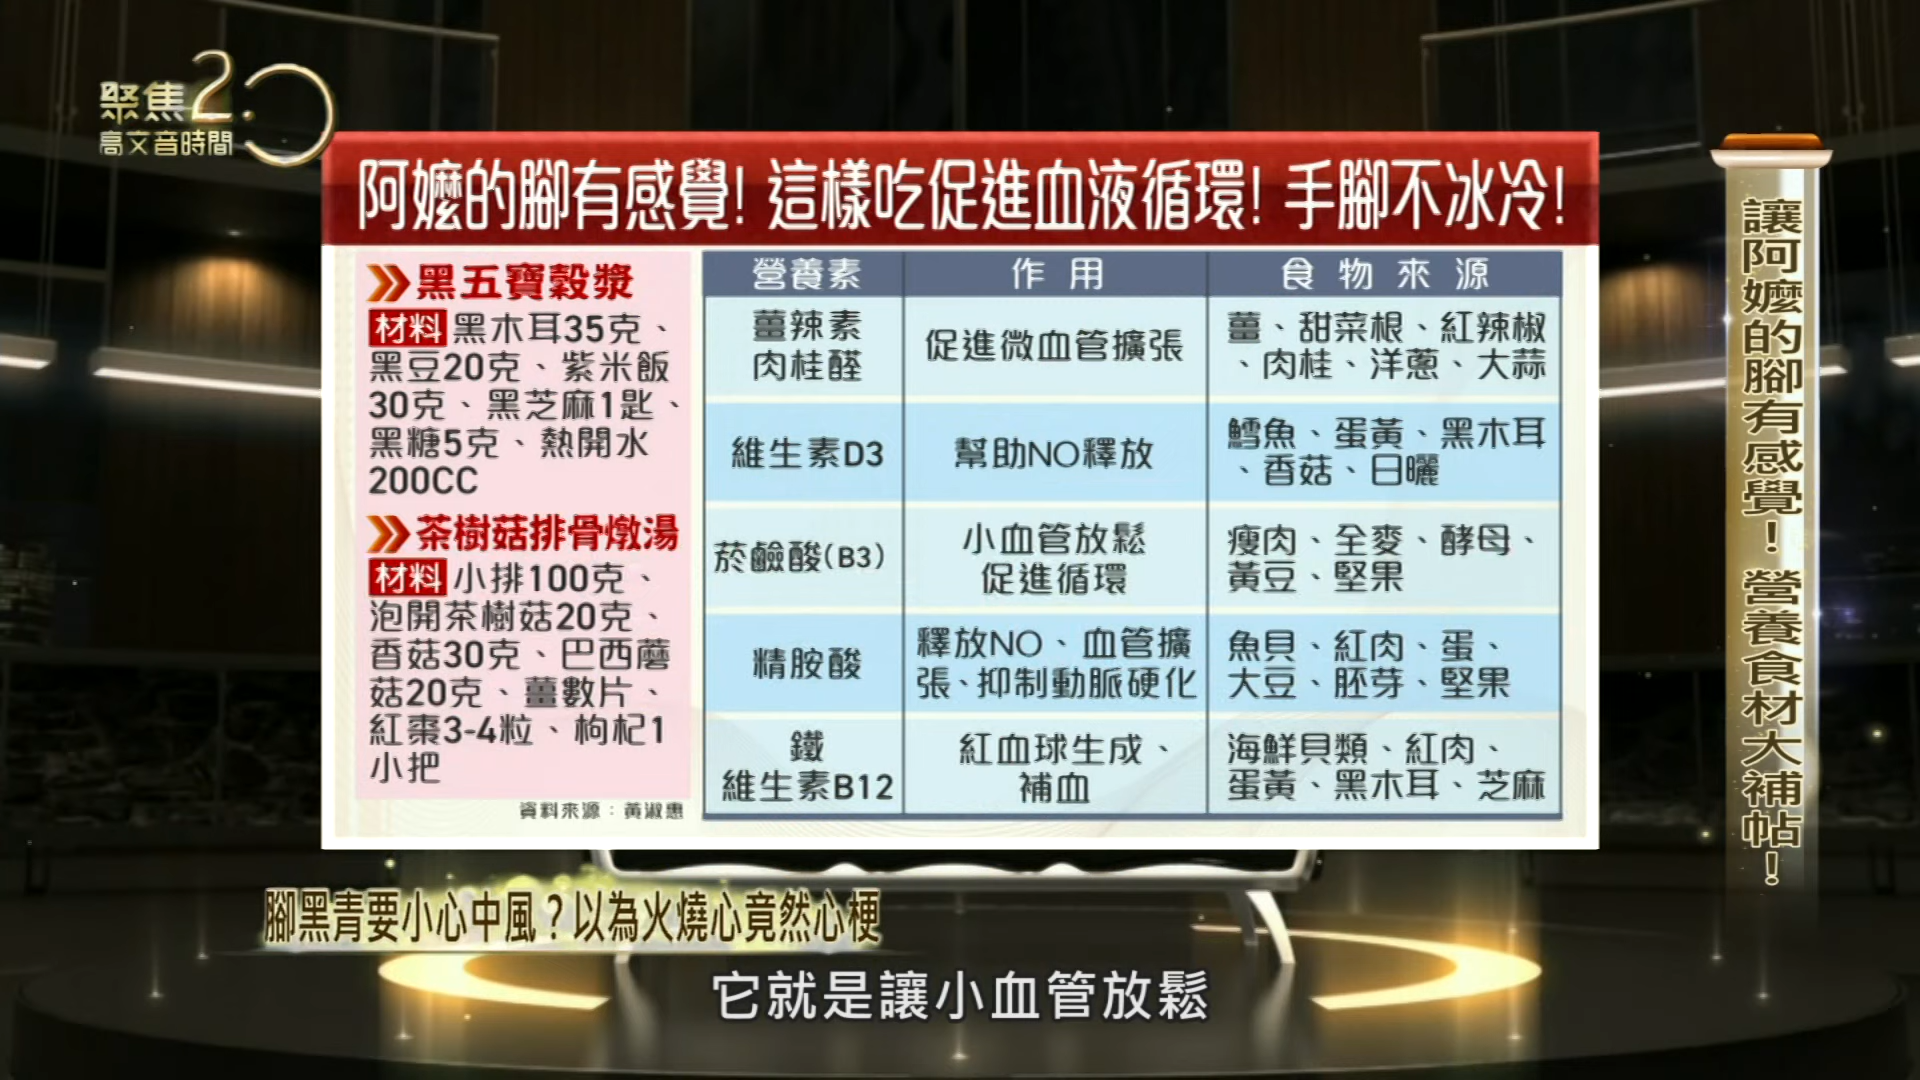 聚焦2.0
高文音時間
阿嬤的腳有感覺!這樣吃促進血液循環!手腳不冰冷!
黑五寶穀漿
材料 黑木耳35克、
黑豆20克、紫米飯
30克、黑芝麻1匙、
黑糖5克、熱開水
200CC
茶樹菇排骨燉湯
材料 小排100克、
泡開茶樹菇20克、
香菇30克、巴西蘑
菇20克、薑數片、
紅棗3-4粒、枸杞1
小把
資料來源:黃淑惠
營養素 作用 食物來源
薑辣素
肉桂醛
促進微血管擴張
薑、甜菜根、紅辣椒
、肉桂、洋蔥、大蒜
維生素D3
幫助NO釋放
鱈魚、蛋黃、黑木耳
、香菇、日曬
菸鹼酸(B3)
小血管放鬆
促進循環
瘦肉、全麥、酵母、
黃豆、堅果
精胺酸
釋放NO、血管擴
張、抑制動脈硬化
魚貝、紅肉、蛋、
大豆、胚芽、堅果
鐵
維生素B12
紅血球生成、
補血
海鮮貝類、紅肉、
蛋黃、黑木耳、芝麻
讓阿嬤的腳有感覺!營養食材大補帖!
腳黑青要小心中風?以為火燒心竟然心梗
它就是讓小血管放鬆